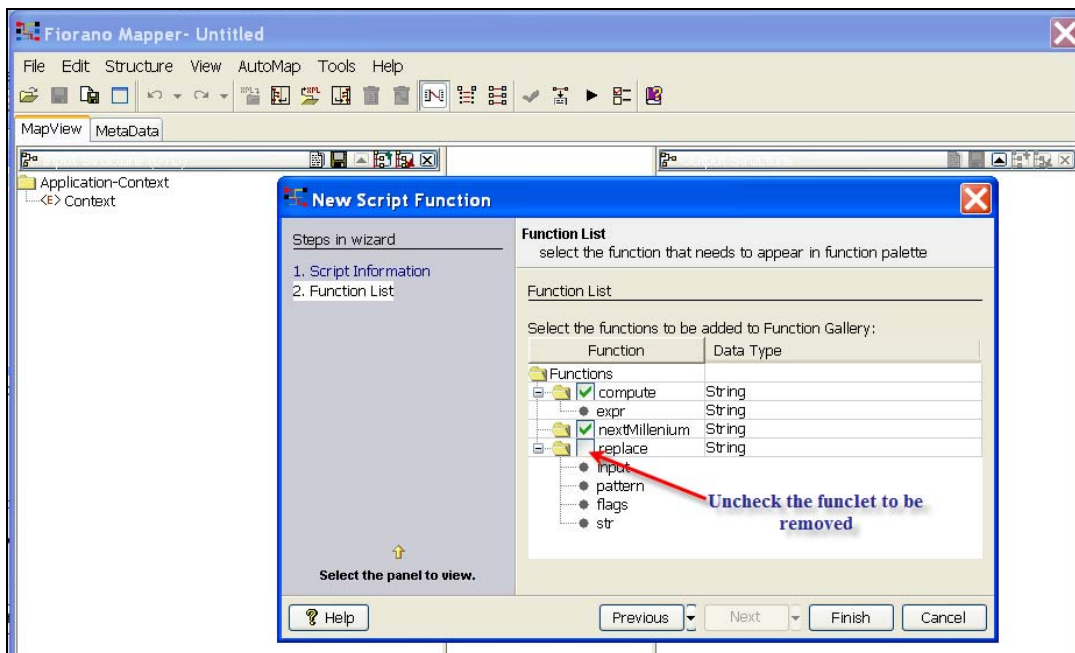 Fiorano Mapper- Untitled
File Edit Structure View AutoMap Tools Help
MapView MetaData
Application-Context
<E> Context
New Script Function
Steps in wizard
1. Script Information
2. Function List
Select the panel to view.
Function List
select the function that needs to appear in function palette
Function List
Select the functions to be added to Function Gallery:
Function Data Type
Functions
compute String
expr String
nextMillenium String
replace String
input
pattern
flags
str
Uncheck the funclet to be
removed
Help Previous Next Finish Cancel